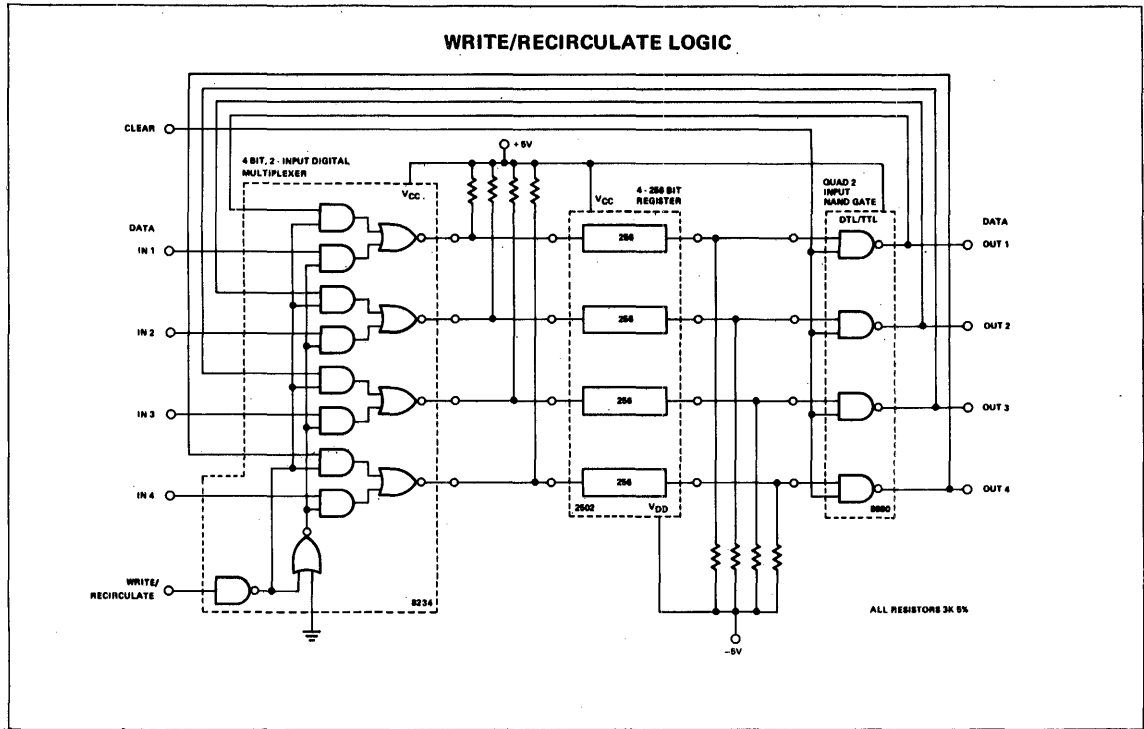 WRITE/RECIRCULATE LOGIC
CLEAR
+5V
4 BIT, 2 - INPUT DIGITAL
MULTIPLEXER
VCC
VCC
4 - 256 BIT
REGISTER
QUAD 2
INPUT
NAND GATE
DTL/TTL
DATA
IN 1
IN 2
IN 3
IN 4
WRITE/
RECIRCULATE
8234
256
256
256
256
2502
VDD
-5V
DATA
OUT 1
OUT 2
OUT 3
OUT 4
ALL RESISTORS 3K 5%